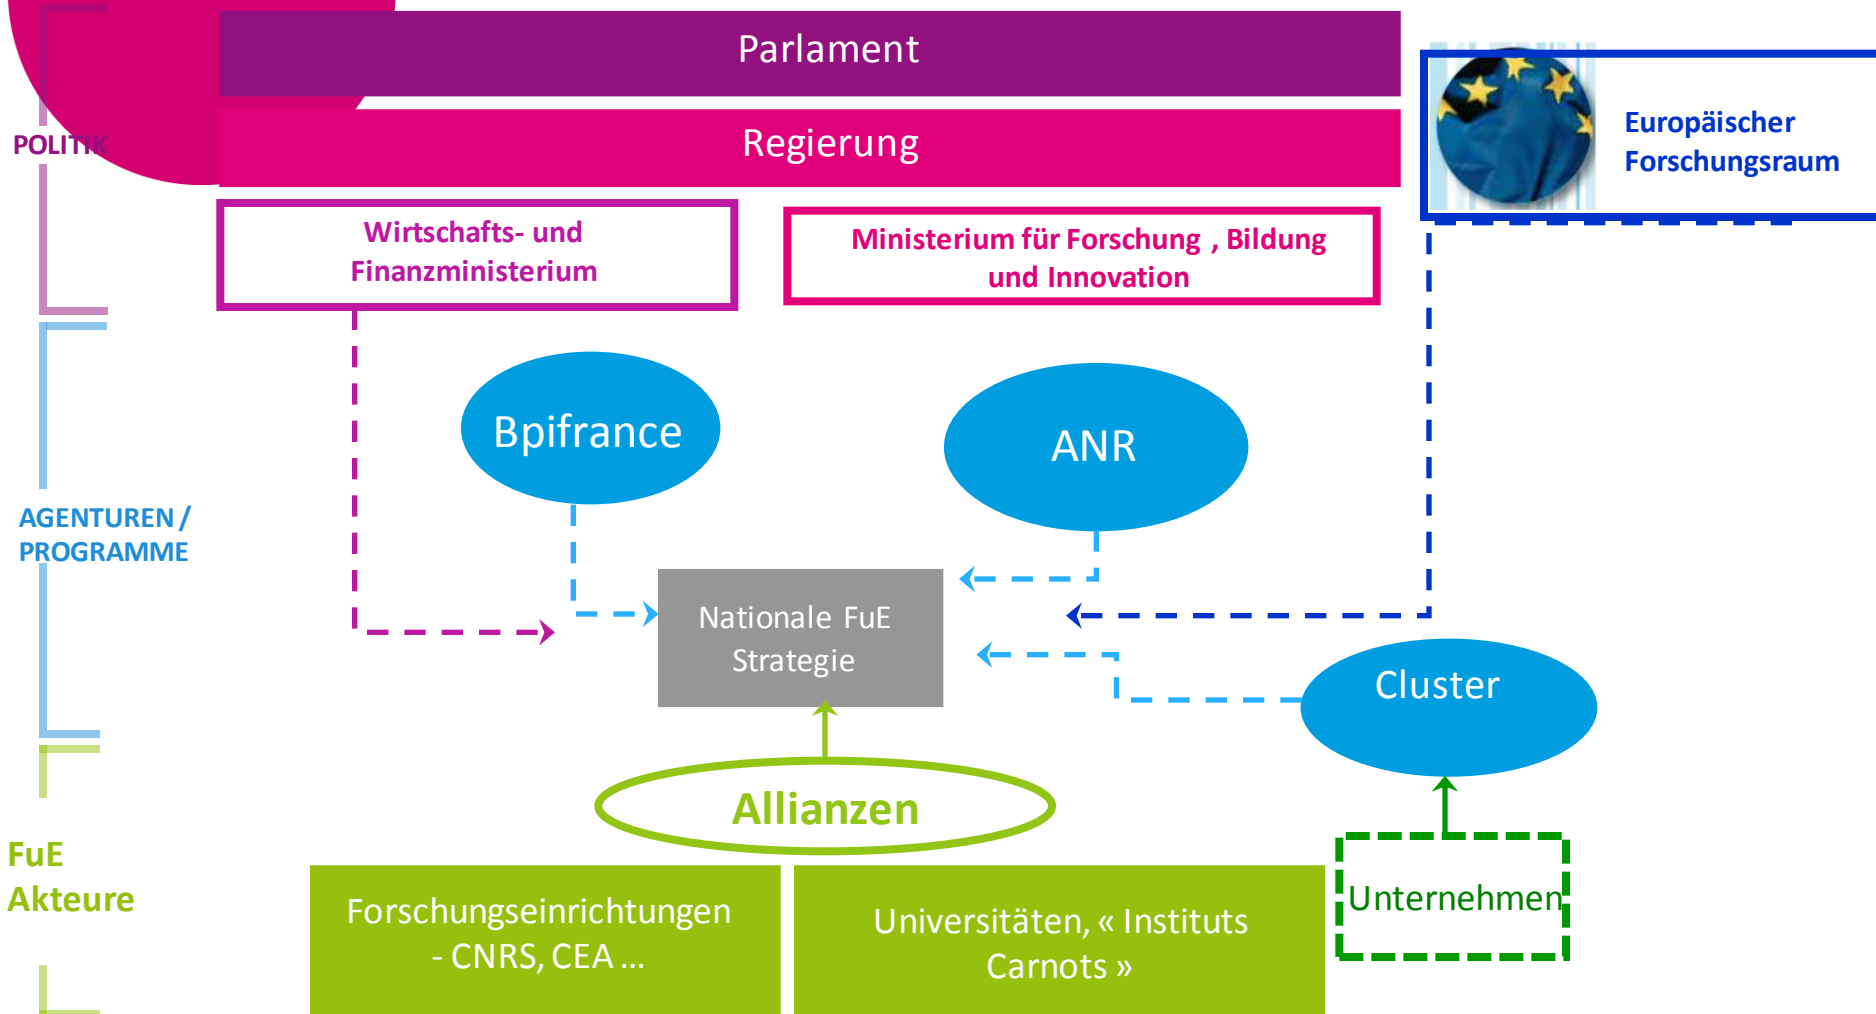 Parlament
Regierung
Europäischer
Forschungsraum
POLITIK
Wirtschafts- und
Finanzministerium
Ministerium für Forschung , Bildung
und Innovation
Bpifrance
ANR
AGENTUREN /
PROGRAMME
Nationale FuE
Strategie
Cluster
Allianzen
FuE
Akteure
Forschungseinrichtungen
- CNRS, CEA ...
Universitäten, « Instituts
Carnots »
Unternehmen